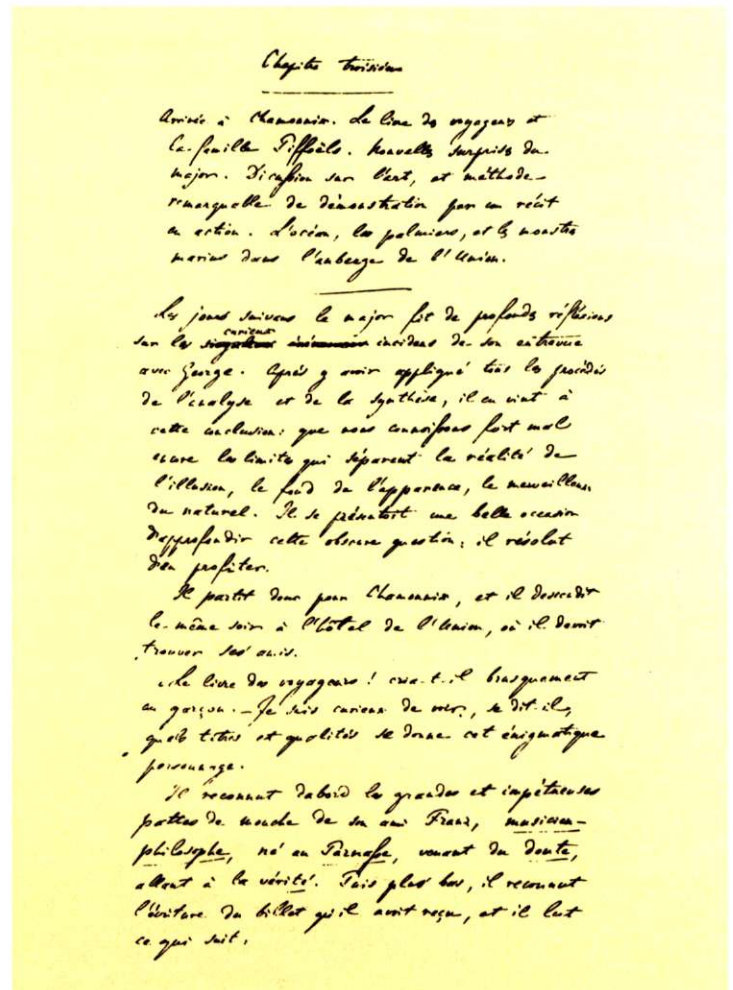 Chapitre troisième
Arrivée à Chamounix. Le livre des voyageurs et
la famille Piffoëls. Nouvelles surprises du
major. Dicussion sur l'art, et méthode
remarquable de démonstration par un récit
en action. L'océan, les palmiers, et les monstres
marins dans l'auberge de l'Union.
Les jours suivans le major fit de profondes réflexions
curieux
sur les incidens de son entrevue
avec George. Après y avoir appliqué tous les procédés
de l'analyse et de la synthèse, il en vint à
cette conclusion: que nous connaissons fort mal
encore les limites qui séparent la réalité de
l'illusion, le fond de l'apparence, le merveilleux
du naturel. Il se présentait une belle occasion
d'approfondir cette obscure question; il résolut
d'en profiter.
Il partit donc pour Chamounix, et il descendit
le même soir à l'hôtel de l'Union, où il devait
trouver ses amis.
«Le livre des voyageurs! cria-t-il brusquement
au garçon. — Je suis curieux de voir, se dit-il,
quels titres et qualités se donne cet énigmatique
personnage.
Il reconnut d'abord les grandes et impétueuses
pattes de mouche de son ami Franz, musicien-
philosophe, né au Parnasse, venant du doute,
allant à la vérité. Puis plus bas, il reconnut
l'écriture du billet qu'il avait reçu, et il lut
ce qui suit.